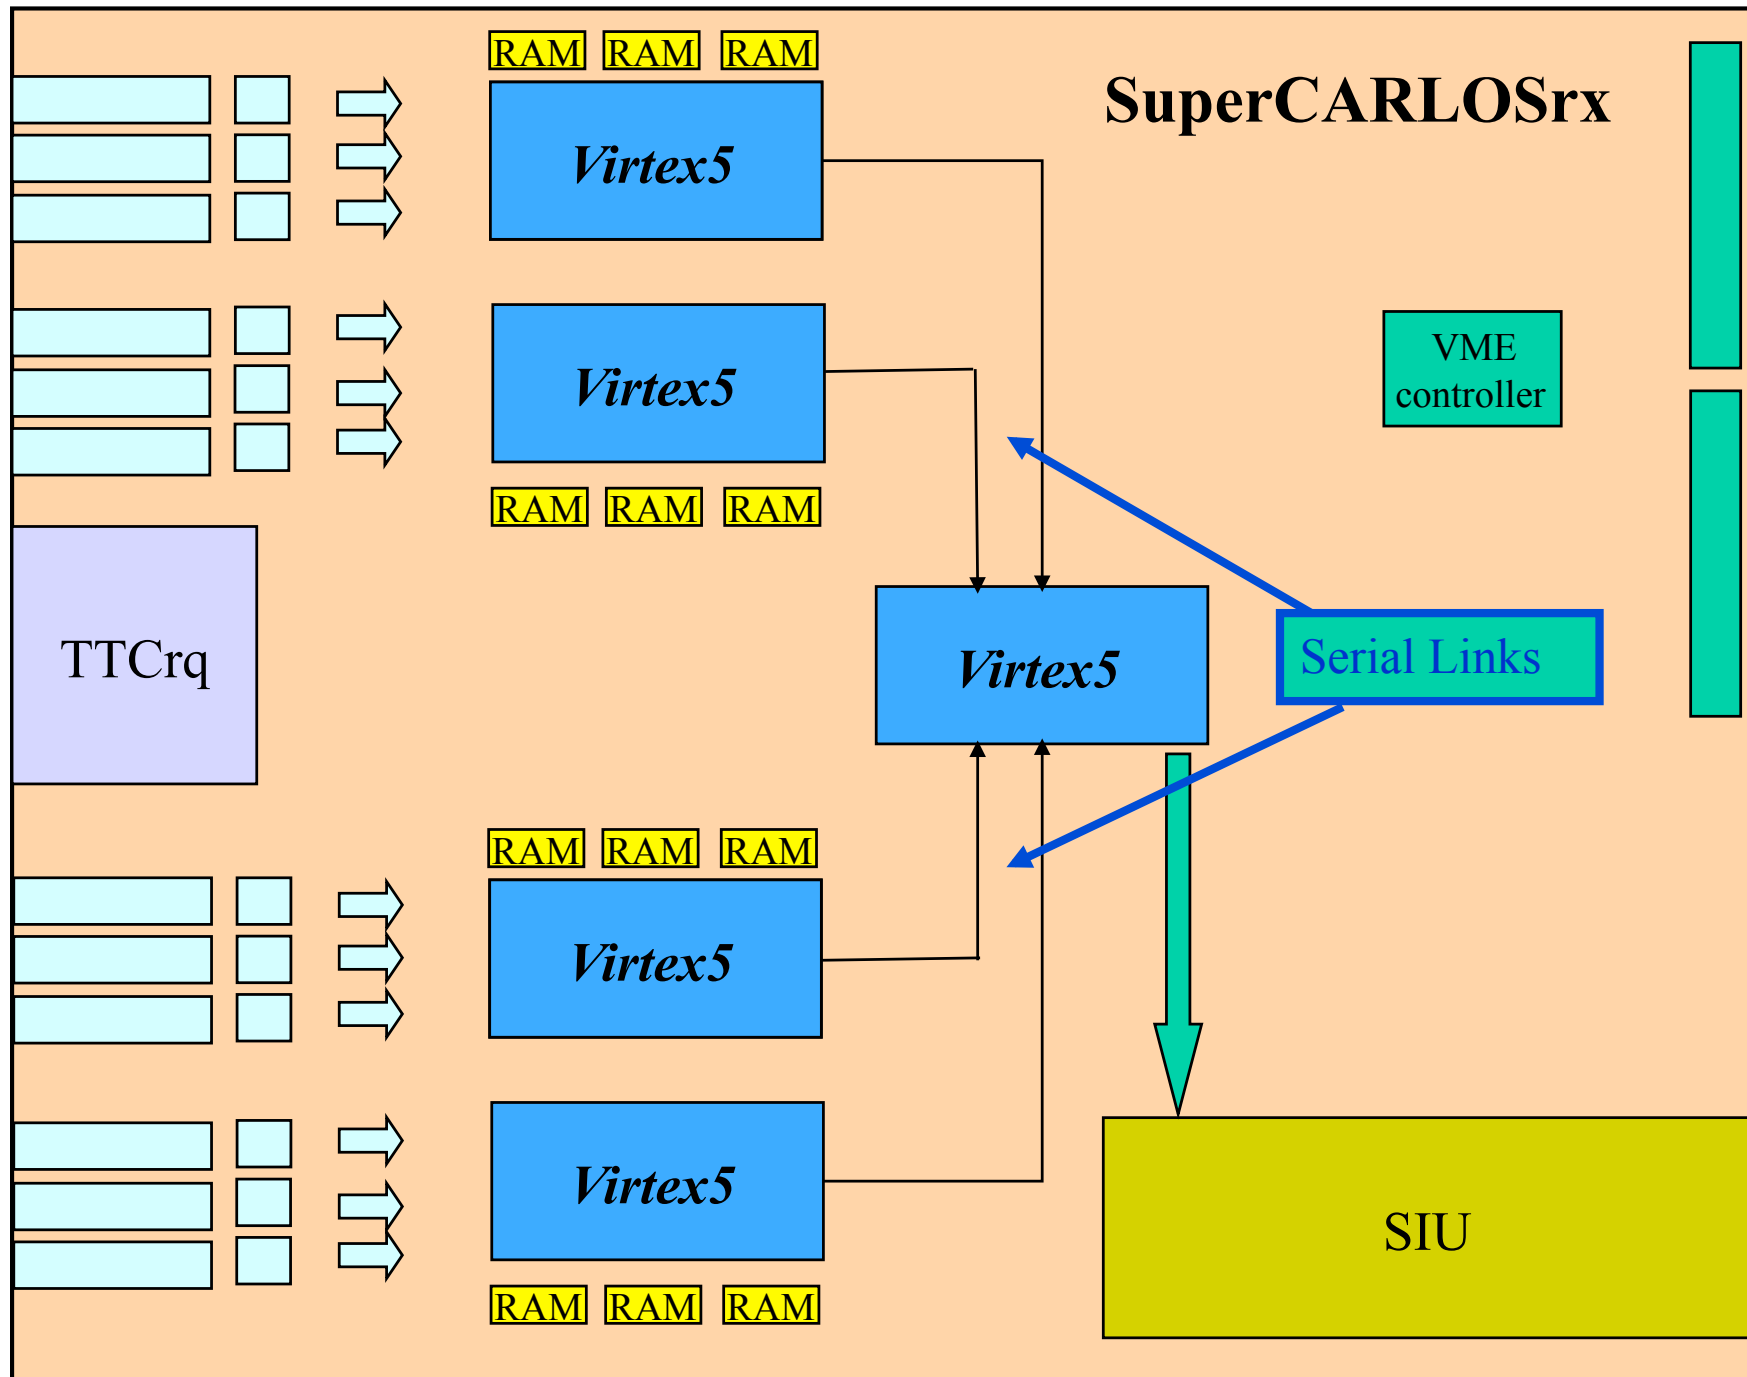 RAM RAM RAM
SuperCARLOSrx
Virtex5
Virtex5
VME
controller
RAM RAM RAM
TTCrq
Virtex5
Serial Links
RAM RAM RAM
Virtex5
Virtex5
SIU
RAM RAM RAM